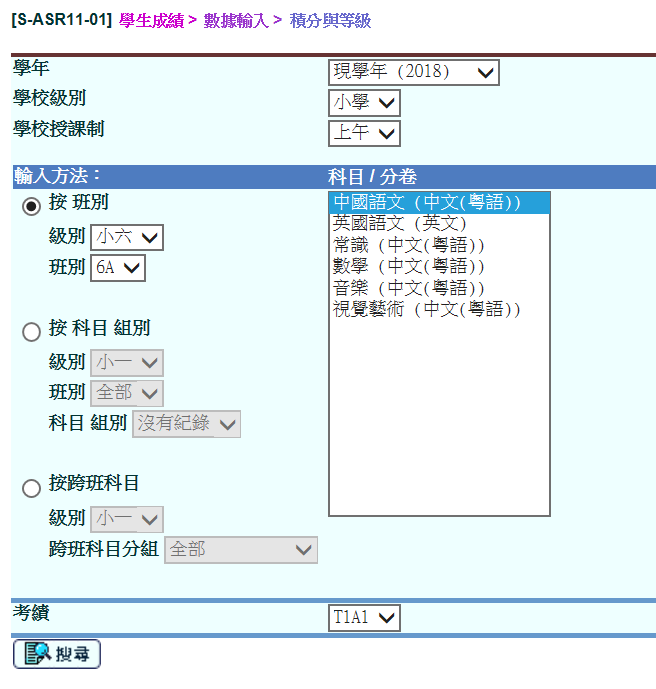 [S-ASR11-01] 學生成績 > 數據輸入 > 積分與等級
學年 現學年 (2018)
學校級別 小學
學校授課制 上午
輸入方法： 科目 / 分卷
按 班別
級別 小六
班別 6A
按 科目 組別
級別 小一
班別 全部
科目 組別 沒有紀錄
按跨班科目
級別 小一
跨班科目分組 全部
中國語文 (中文(粵語))
英國語文 (英文)
常識 (中文(粵語))
數學 (中文(粵語))
音樂 (中文(粵語))
視覺藝術 (中文(粵語))
考績 T1A1
搜尋